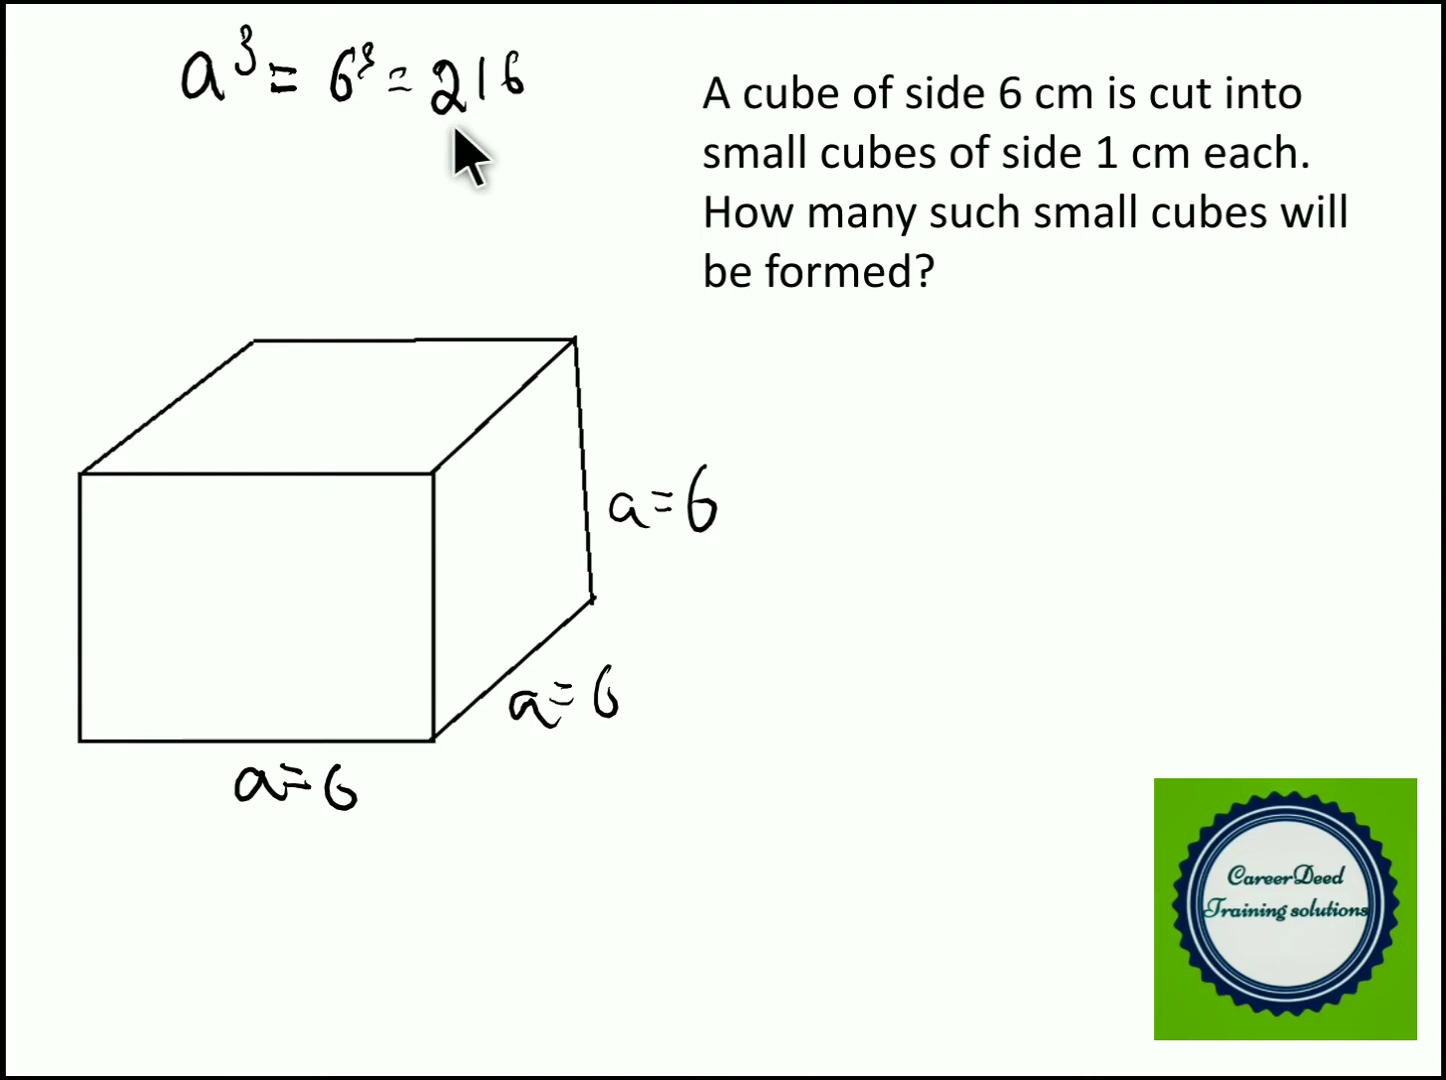 a³ = 6³ = 216
A cube of side 6 cm is cut into
small cubes of side 1 cm each.
How many such small cubes will
be formed?
a = 6
a = 6
a = 6
CareerDeed
Training solutions